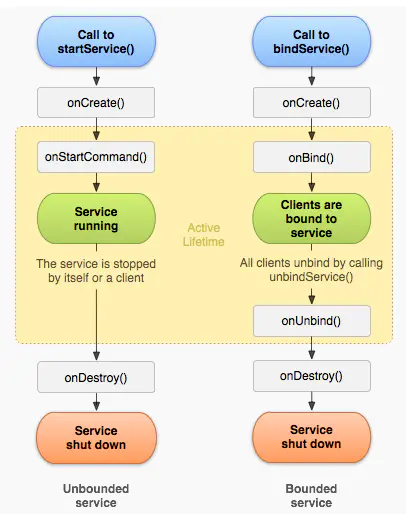 Call to
startService()
onCreate()
onStartCommand()
Service
running
The service is stopped
by itself or a client
onDestroy()
Service
shut down
Unbounded
service
Active
Lifetime
Call to
bindService()
onCreate()
onBind()
Clients are
bound to
service
All clients unbind by calling
unbindService()
onUnbind()
onDestroy()
Service
shut down
Bounded
service